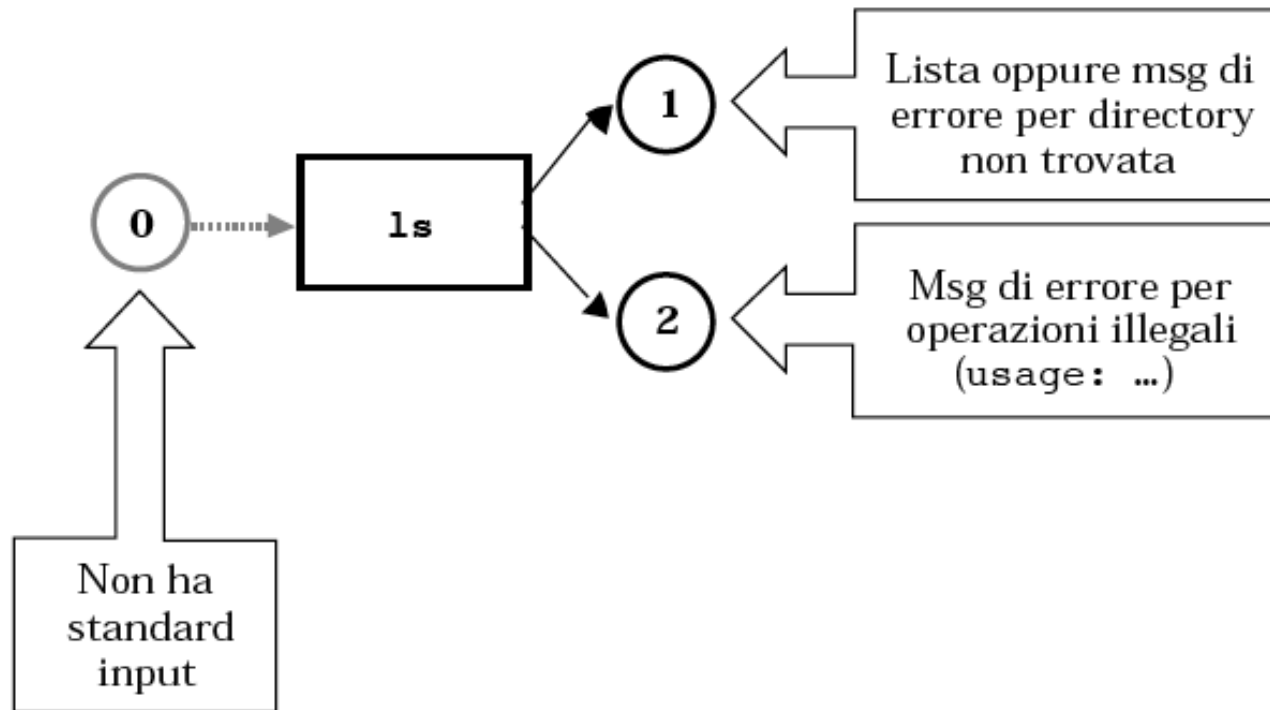 0
ls
1
2
Lista oppure msg di
errore per directory
non trovata
Msg di errore per
operazioni illegali
(usage: …)
Non ha
standard
input